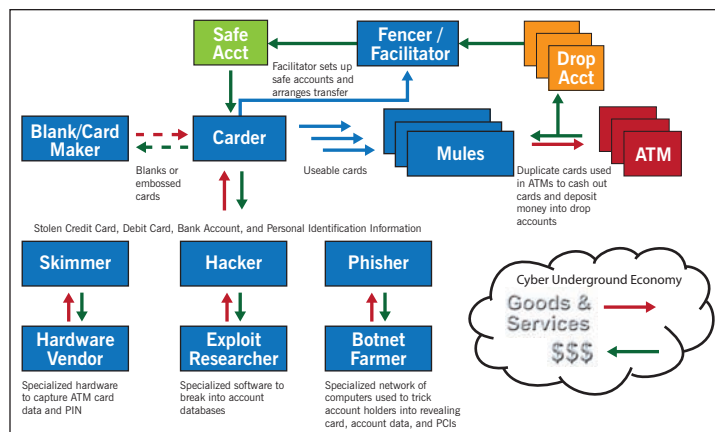 Safe
Acct
Fencer /
Facilitator
Drop
Acct
Facilitator sets up
safe accounts and
arranges transfer
Blank/Card
Maker
Carder
Mules
ATM
Blanks or
embossed
cards
Useable cards
Duplicate cards used
in ATMs to cash out
cards and deposit
money into drop
accounts
Stolen Credit Card, Debit Card, Bank Account, and Personal Identification Information
Skimmer
Hacker
Phisher
Hardware
Vendor
Exploit
Researcher
Botnet
Farmer
Specialized hardware
to capture ATM card
data and PIN
Specialized software to
break into account
databases
Specialized network of
computers used to trick
account holders into revealing
card, account data, and PCIs
Cyber Underground Economy
Goods &
Services
$$$